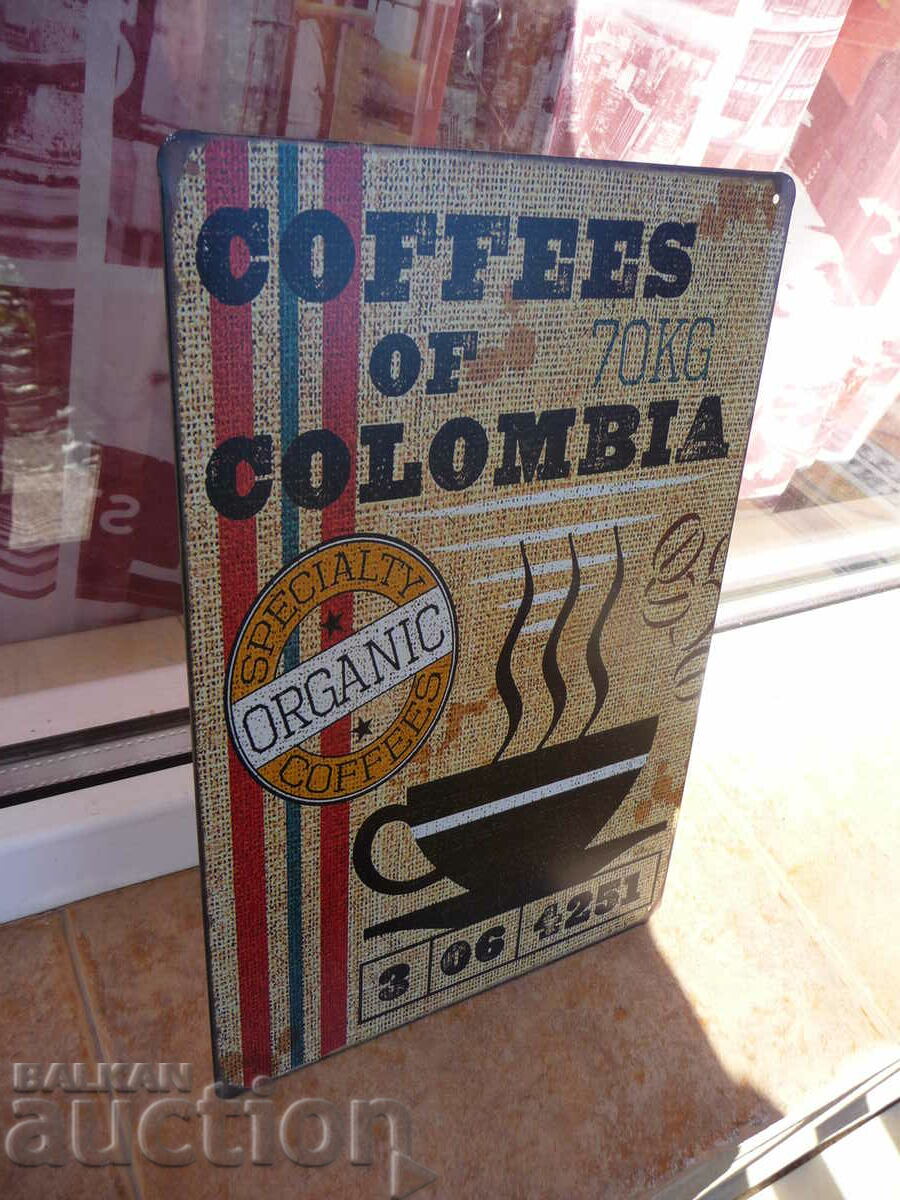 COFFEES
OF
70KG
COLOMBIA
SPECIALTY
ORGANIC
COFFEES
3 06 4251
BALKAN
auction